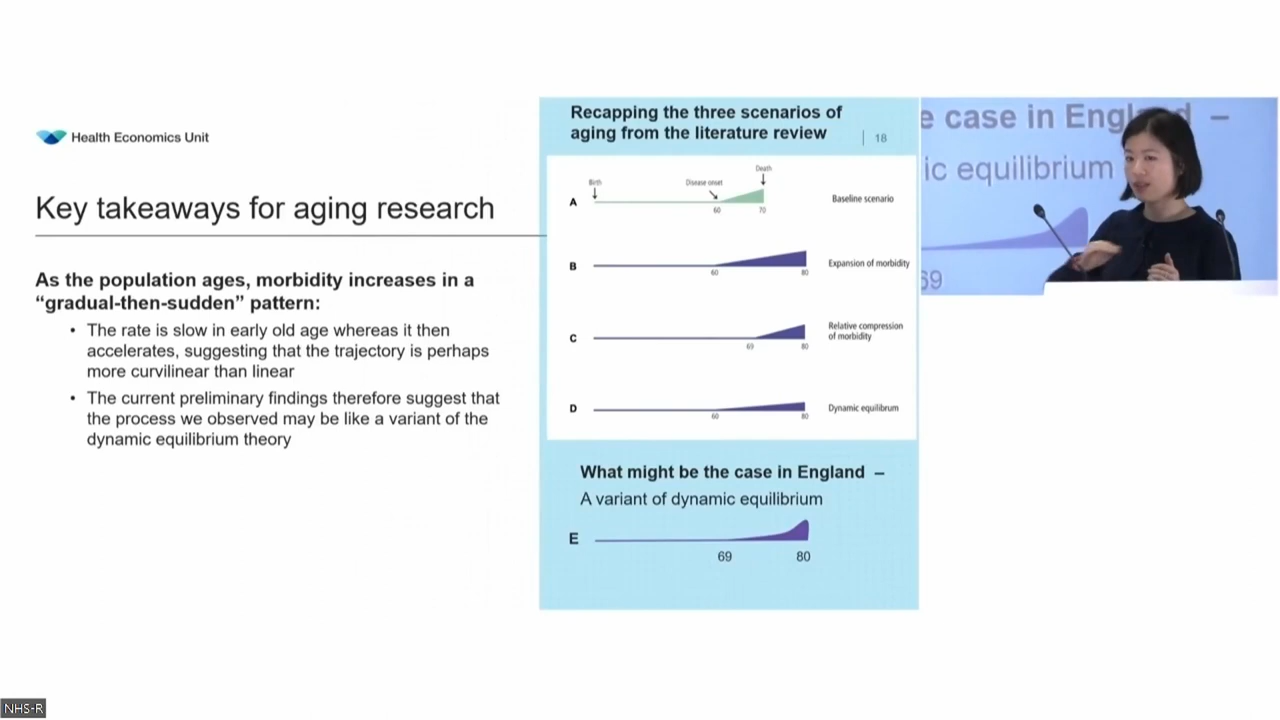 Health Economics Unit
Key takeaways for aging research
As the population ages, morbidity increases in a
“gradual-then-sudden” pattern:
• The rate is slow in early old age whereas it then
accelerates, suggesting that the trajectory is perhaps
more curvilinear than linear
• The current preliminary findings therefore suggest that
the process we observed may be like a variant of the
dynamic equilibrium theory
Recapping the three scenarios of
aging from the literature review
18
Birth
Disease onset
Death
A
Baseline scenario
60
70
B
Expansion of morbidity
60
80
C
Relative compression
of morbidity
69
80
D
Dynamic equilibrum
60
80
What might be the case in England –
A variant of dynamic equilibrium
E
69
80
e case in Engl d –
ic equilibrium
69
NHS-R